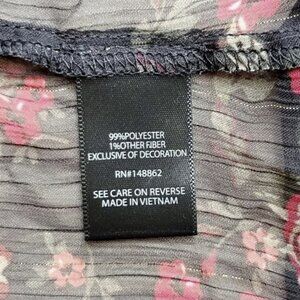 99%POLYESTER
1%OTHER FIBER
EXCLUSIVE OF DECORATION
RN#148862
SEE CARE ON REVERSE
MADE IN VIETNAM